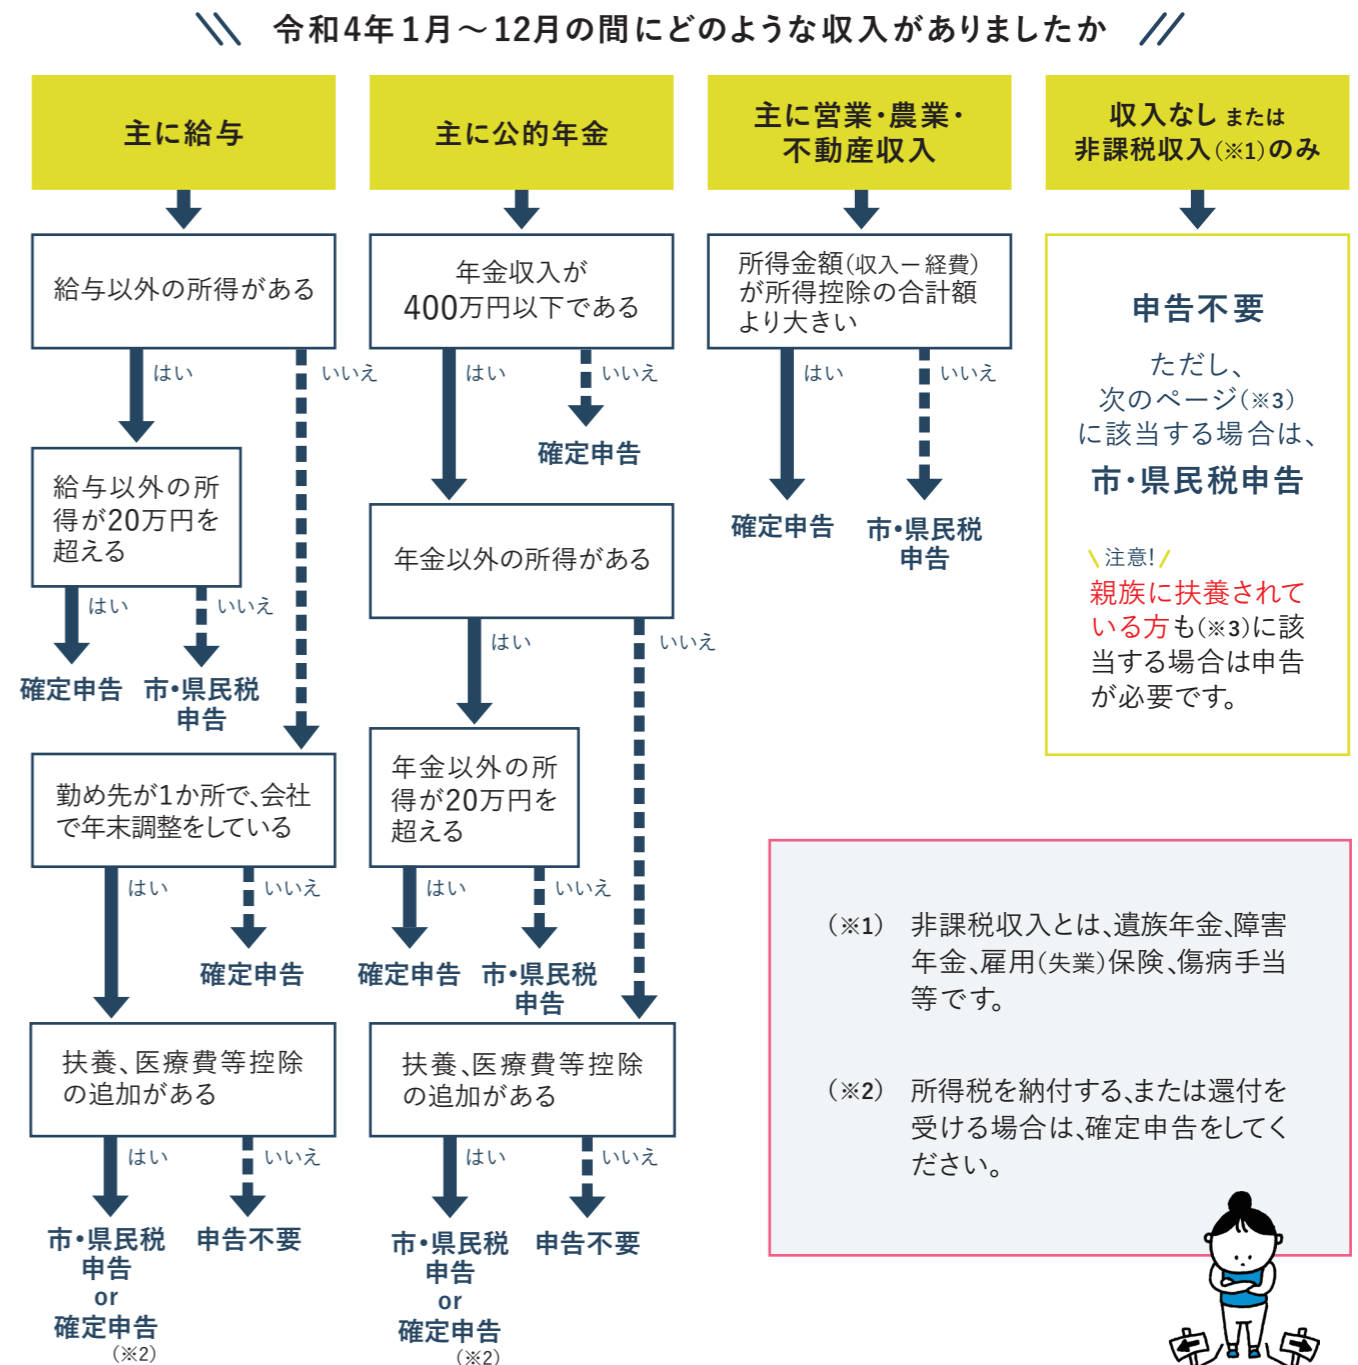 令和4年1月～12月の間にどのような収入がありましたか
主に給与
給与以外の所得がある
はい
いいえ
給与以外の所
得が20万円を
超える
はい
いいえ
確定申告
市・県民税
申告
勤め先が1か所で、会社
で年末調整をしている
はい
いいえ
確定申告
扶養、医療費等控除
の追加がある
はい
いいえ
市・県民税
申告
or
確定申告
(※2)
申告不要
主に公的年金
年金収入が
400万円以下である
はい
いいえ
確定申告
年金以外の所得がある
はい
いいえ
年金以外の所
得が20万円を
超える
はい
いいえ
確定申告
市・県民税
申告
扶養、医療費等控除
の追加がある
はい
いいえ
市・県民税
申告
or
確定申告
(※2)
申告不要
主に営業・農業・
不動産収入
所得金額(収入ー経費)
が所得控除の合計額
より大きい
はい
いいえ
確定申告
市・県民税
申告
収入なし または
非課税収入(※1)のみ
申告不要
ただし、
次のページ(※3)
に該当する場合は、
市・県民税申告
注意!
親族に扶養されて
いる方も(※3)に該
当する場合は申告
が必要です。
(※1) 非課税収入とは、遺族年金、障害
年金、雇用(失業)保険、傷病手当
等です。
(※2) 所得税を納付する、または還付を
受ける場合は、確定申告をしてく
ださい。